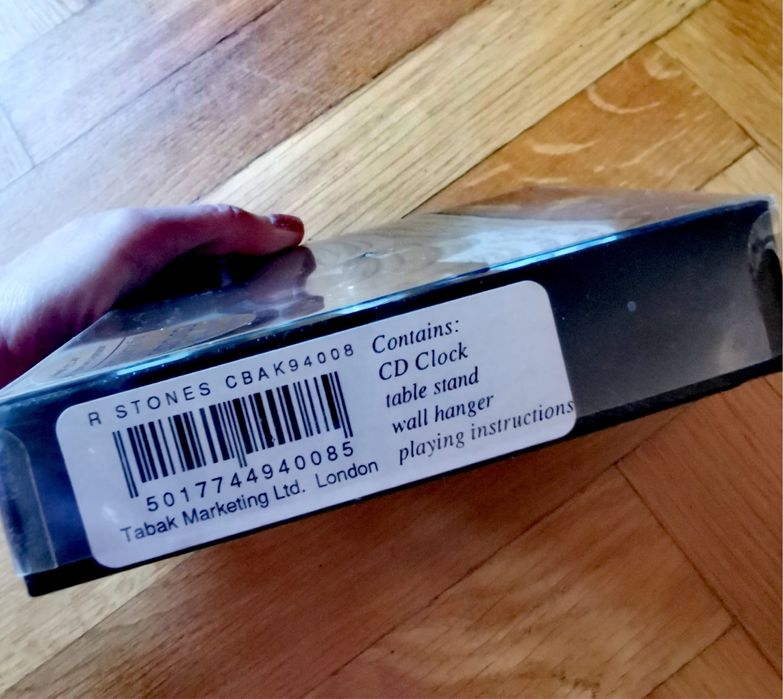 R STONES CBAK94008
5017744940085
Tabak Marketing Ltd. London
Contains:
CD Clock
table stand
wall hanger
playing instructions